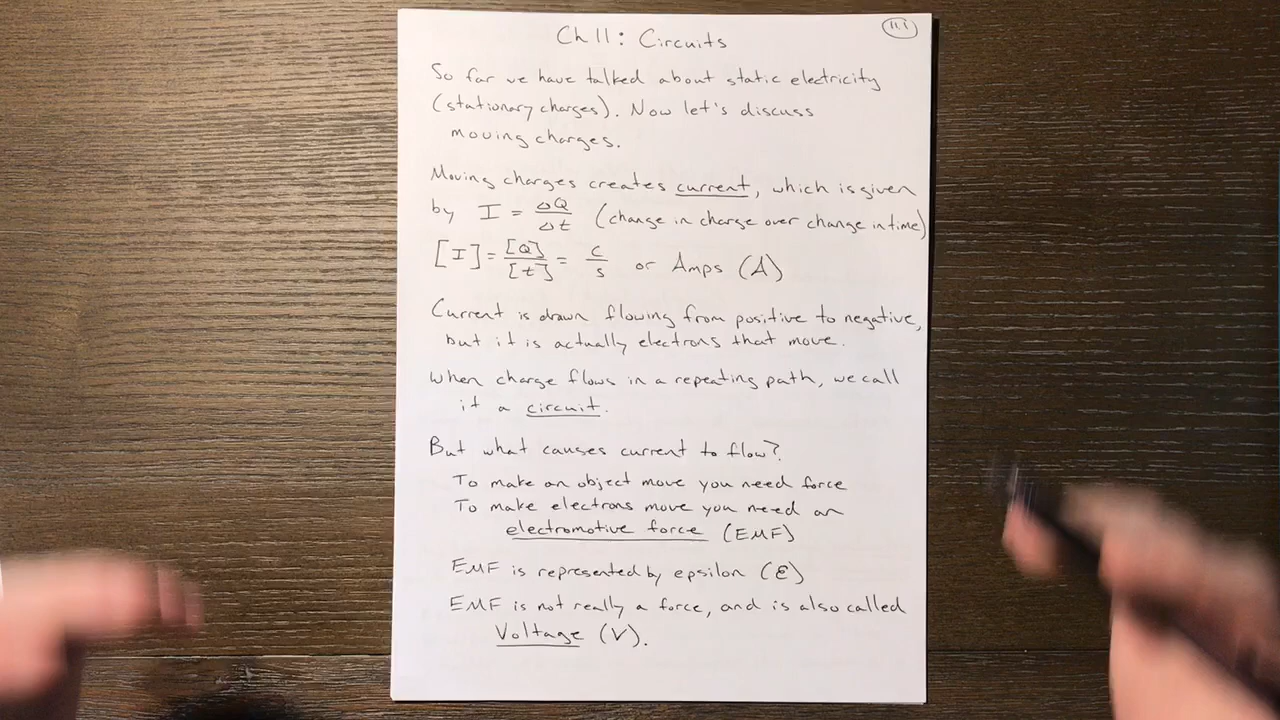 11.1
Ch 11: Circuits
So far we have talked about static electricity
(stationary charges). Now let's discuss
moving charges.
Moving charges creates current, which is given
by I = ΔQ/Δt (change in charge over change in time)
[I] = [Q]/[t] = C/s or Amps (A)
Current is drawn flowing from positive to negative,
but it is actually electrons that move.
When charge flows in a repeating path, we call
it a circuit.
But what causes current to flow?
To make an object move you need force
To make electrons move you need an
electromotive force (EMF)
EMF is represented by epsilon (ℰ)
EMF is not really a force, and is also called
Voltage (V).